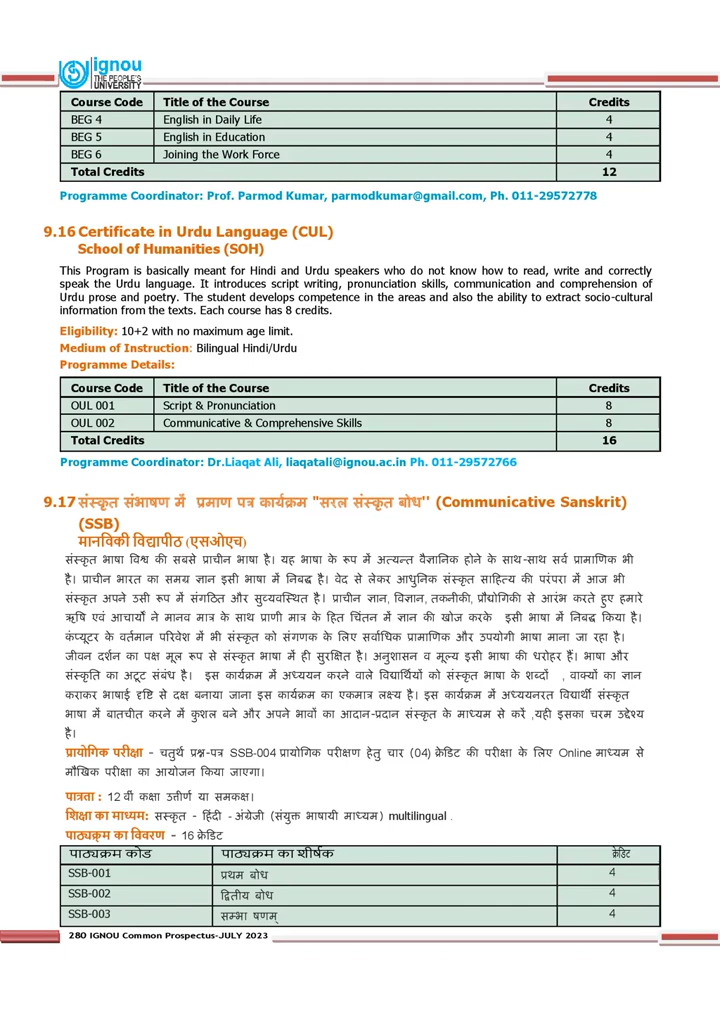 ignou
THE PEOPLE'S
UNIVERSITY
Course Code Title of the Course Credits
BEG 4 English in Daily Life 4
BEG 5 English in Education 4
BEG 6 Joining the Work Force 4
Total Credits 12
Programme Coordinator: Prof. Parmod Kumar, parmodkumar@gmail.com, Ph. 011-29572778
9.16 Certificate in Urdu Language (CUL)
School of Humanities (SOH)
This Program is basically meant for Hindi and Urdu speakers who do not know how to read, write and correctly
speak the Urdu language. It introduces script writing, pronunciation skills, communication and comprehension of
Urdu prose and poetry. The student develops competence in the areas and also the ability to extract socio-cultural
information from the texts. Each course has 8 credits.
Eligibility: 10+2 with no maximum age limit.
Medium of Instruction: Bilingual Hindi/Urdu
Programme Details:
Course Code Title of the Course Credits
OUL 001 Script & Pronunciation 8
OUL 002 Communicative & Comprehensive Skills 8
Total Credits 16
Programme Coordinator: Dr.Liaqat Ali, liaqatali@ignou.ac.in Ph. 011-29572766
9.17 संस्कृत संभाषण में प्रमाण पत्र कार्यक्रम "सरल संस्कृत बोध'' (Communicative Sanskrit)
(SSB)
मानविकी विद्यापीठ (एसओएच)
संस्कृत भाषा विश्व की सबसे प्राचीन भाषा है। यह भाषा के रूप में अत्यन्त वैज्ञानिक होने के साथ-साथ सर्व प्रामाणिक भी
है। प्राचीन भारत का समग्र ज्ञान इसी भाषा में निबद्ध है। वेद से लेकर आधुनिक संस्कृत साहित्य की परंपरा में आज भी
संस्कृत अपने उसी रूप में संगठित और सुव्यवस्थित है। प्राचीन ज्ञान, विज्ञान, तकनीकी, प्रौद्योगिकी से आरंभ करते हुए हमारे
ऋषि एवं आचार्यों ने मानव मात्र के साथ प्राणी मात्र के हित चिंतन में ज्ञान की खोज करके इसी भाषा में निबद्ध किया है।
कंप्यूटर के वर्तमान परिवेश में भी संस्कृत को संगणक के लिए सर्वाधिक प्रामाणिक और उपयोगी भाषा माना जा रहा है।
जीवन दर्शन का पक्ष मूल रूप से संस्कृत भाषा में ही सुरक्षित है। अनुशासन व मूल्य इसी भाषा की धरोहर हैं। भाषा और
संस्कृति का अटूट संबंध है। इस कार्यक्रम में अध्ययन करने वाले विद्यार्थियों को संस्कृत भाषा के शब्दों , वाक्यों का ज्ञान
कराकर भाषाई दृष्टि से दक्ष बनाया जाना इस कार्यक्रम का एकमात्र लक्ष्य है। इस कार्यक्रम में अध्ययनरत विद्यार्थी संस्कृत
भाषा में बातचीत करने में कुशल बने और अपने भावों का आदान-प्रदान संस्कृत के माध्यम से करें ,यही इसका चरम उद्देश्य
है।
प्रायोगिक परीक्षा - चतुर्थ प्रश्न-पत्र SSB-004 प्रायोगिक परीक्षण हेतु चार (04) क्रेडिट की परीक्षा के लिए Online माध्यम से
मौखिक परीक्षा का आयोजन किया जाएगा।
पात्रता : 12 वीं कक्षा उत्तीर्ण या समकक्ष।
शिक्षा का माध्यम: सस्कृत - हिंदी - अंग्रेजी (संयुक्त भाषायी माध्यम) multilingual .
पाठ्यक्रम का विवरण - 16 क्रेडिट
पाठ्यक्रम कोड पाठ्यक्रम का शीर्षक क्रेडिट
SSB-001 प्रथम बोध 4
SSB-002 द्वितीय बोध 4
SSB-003 सम्भा षणम् 4
280 IGNOU Common Prospectus-JULY 2023